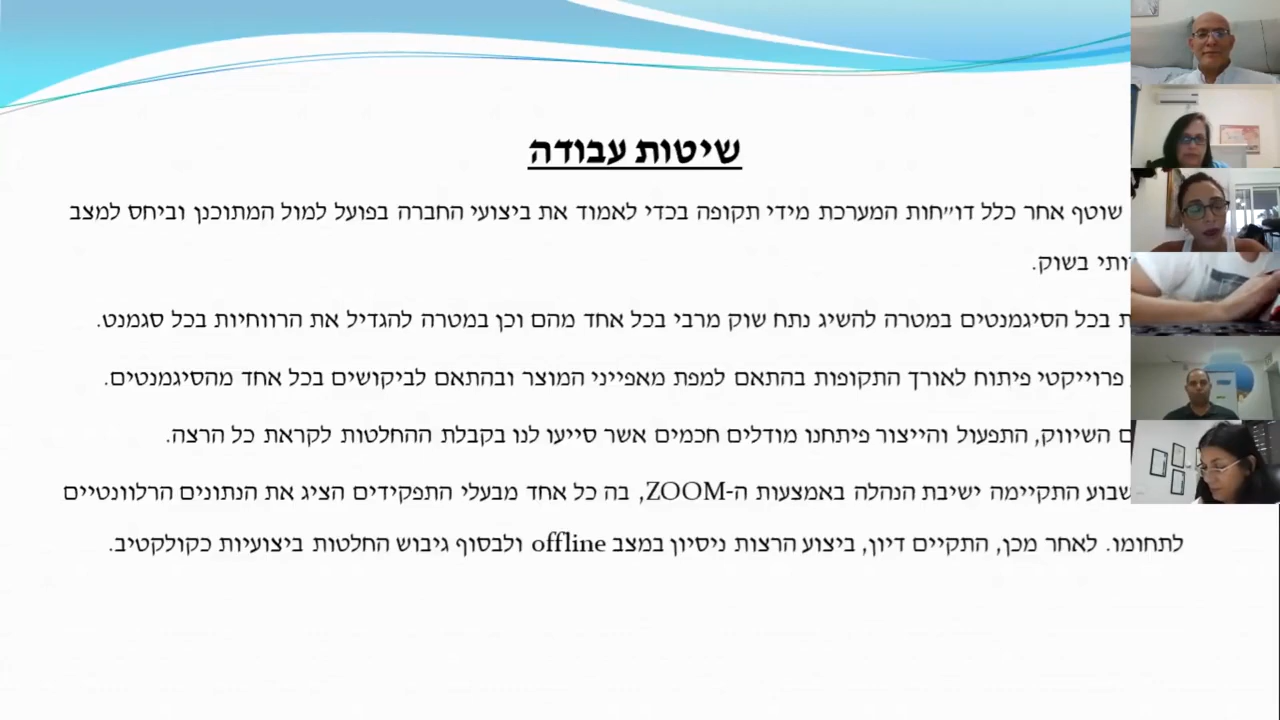 שיטות עבודה
שוטף אחר כלל דו״חות המערכת מידי תקופה בכדי לאמוד את ביצועי החברה בפועל למול המתוכנן וביחס למצב
בשוק.
בכל הסיגמנטים במטרה להשיג נתח שוק מרבי בכל אחד מהם וכן במטרה להגדיל את הרווחיות בכל סגמנט.
פרוייקטי פיתוח לאורך התקופות בהתאם למפת מאפייני המוצר ובהתאם לביקושים בכל אחד מהסיגמנטים.
השיווק, התפעול והייצור פיתחנו מודלים חכמים אשר סייעו לנו בקבלת ההחלטות לקראת כל הרצה.
שבוע התקיימה ישיבת הנהלה באמצעות ה-ZOOM, בה כל אחד מבעלי התפקידים הציג את הנתונים הרלוונטיים
לתחומו. לאחר מכן, התקיים דיון, ביצוע הרצות ניסיון במצב offline ולבסוף גיבוש החלטות ביצועיות כקולקטיב.